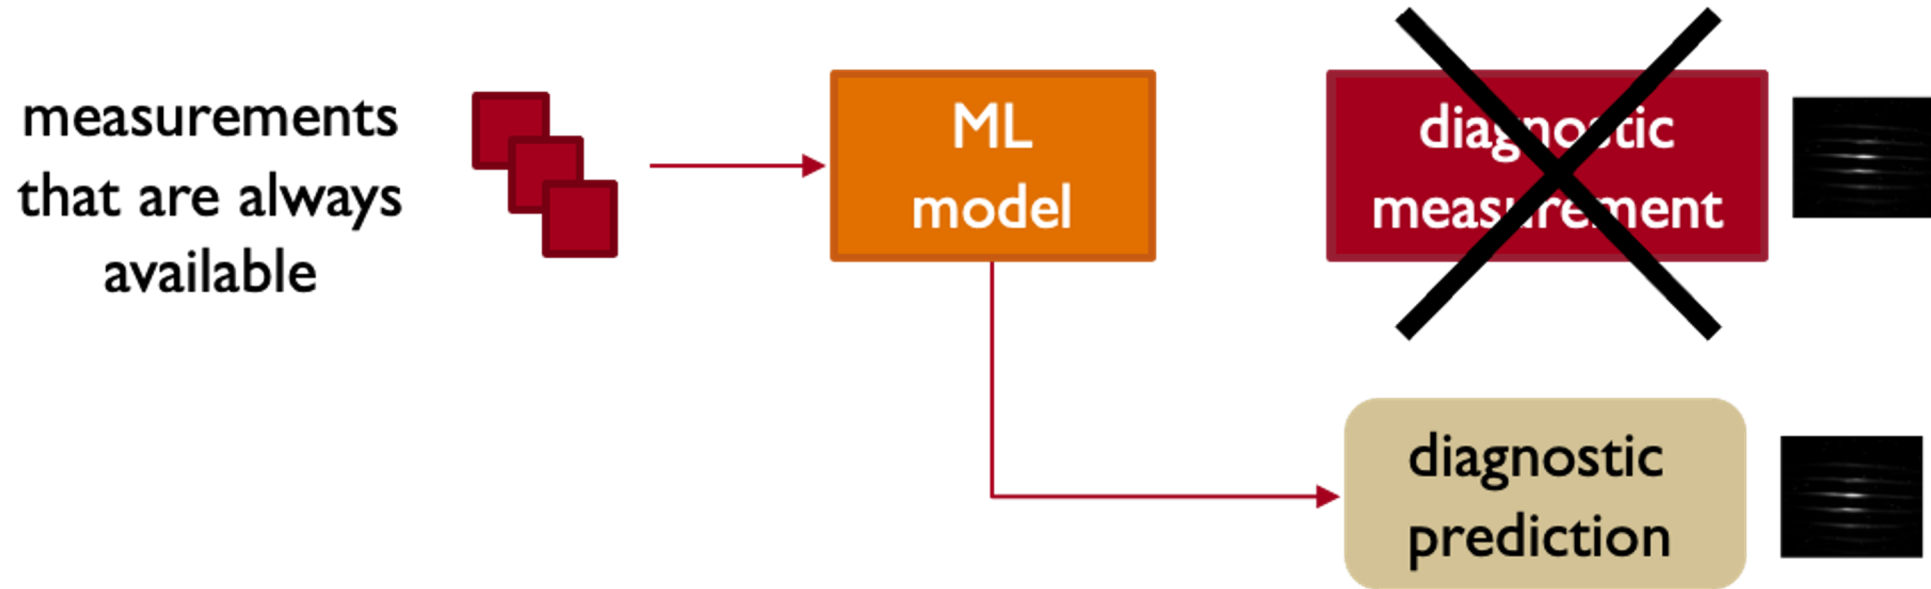 measurements
that are always
available
ML
model
diagnostic
measurement
diagnostic
prediction